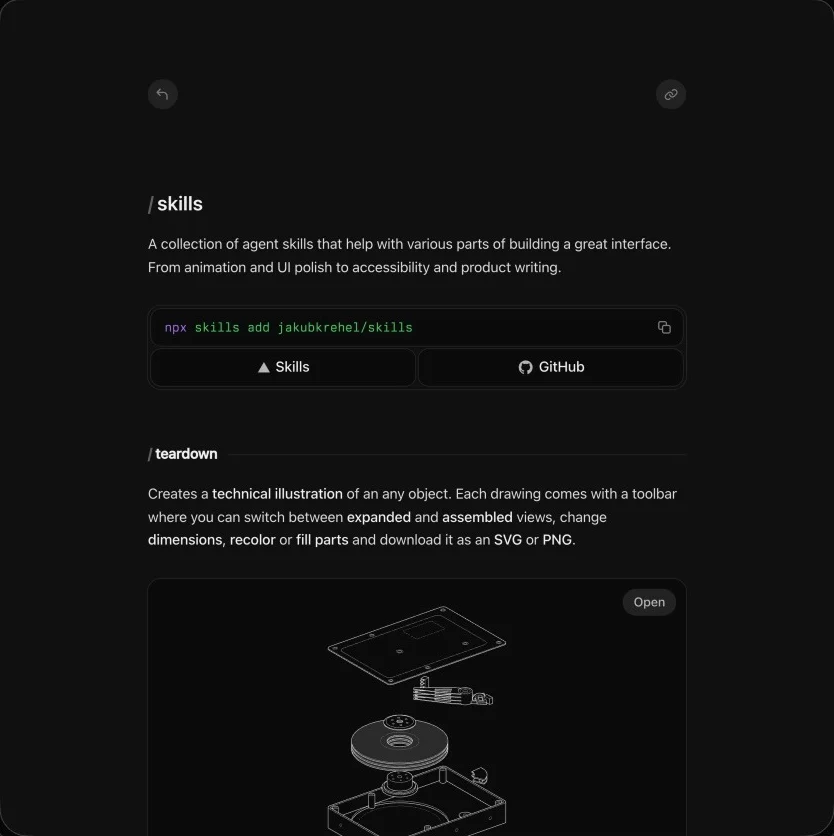 / skills
A collection of agent skills that help with various parts of building a great interface.
From animation and UI polish to accessibility and product writing.
npx skills add jakubkrehel/skills
Skills
GitHub
/ teardown
Creates a technical illustration of an any object. Each drawing comes with a toolbar
where you can switch between expanded and assembled views, change
dimensions, recolor or fill parts and download it as an SVG or PNG.
Open